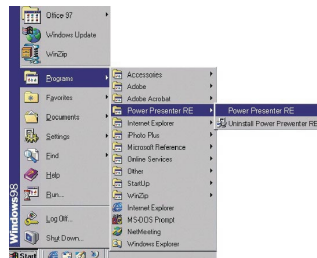 Office 97
Windows Update
WinZip
Programs
Favorites
Documents
Settings
Find
Help
Run...
Log Off...
Shut Down...
Windows98
Start
Accessories
Adobe
Adobe Acrobat
Power Presenter RE
Internet Explorer
iPhoto Plus
Microsoft Reference
Online Services
Other
StartUp
WinZip
Internet Explorer
MS-DOS Prompt
NetMeeting
Windows Explorer
Power Presenter RE
Uninstall Power Prewenter RE